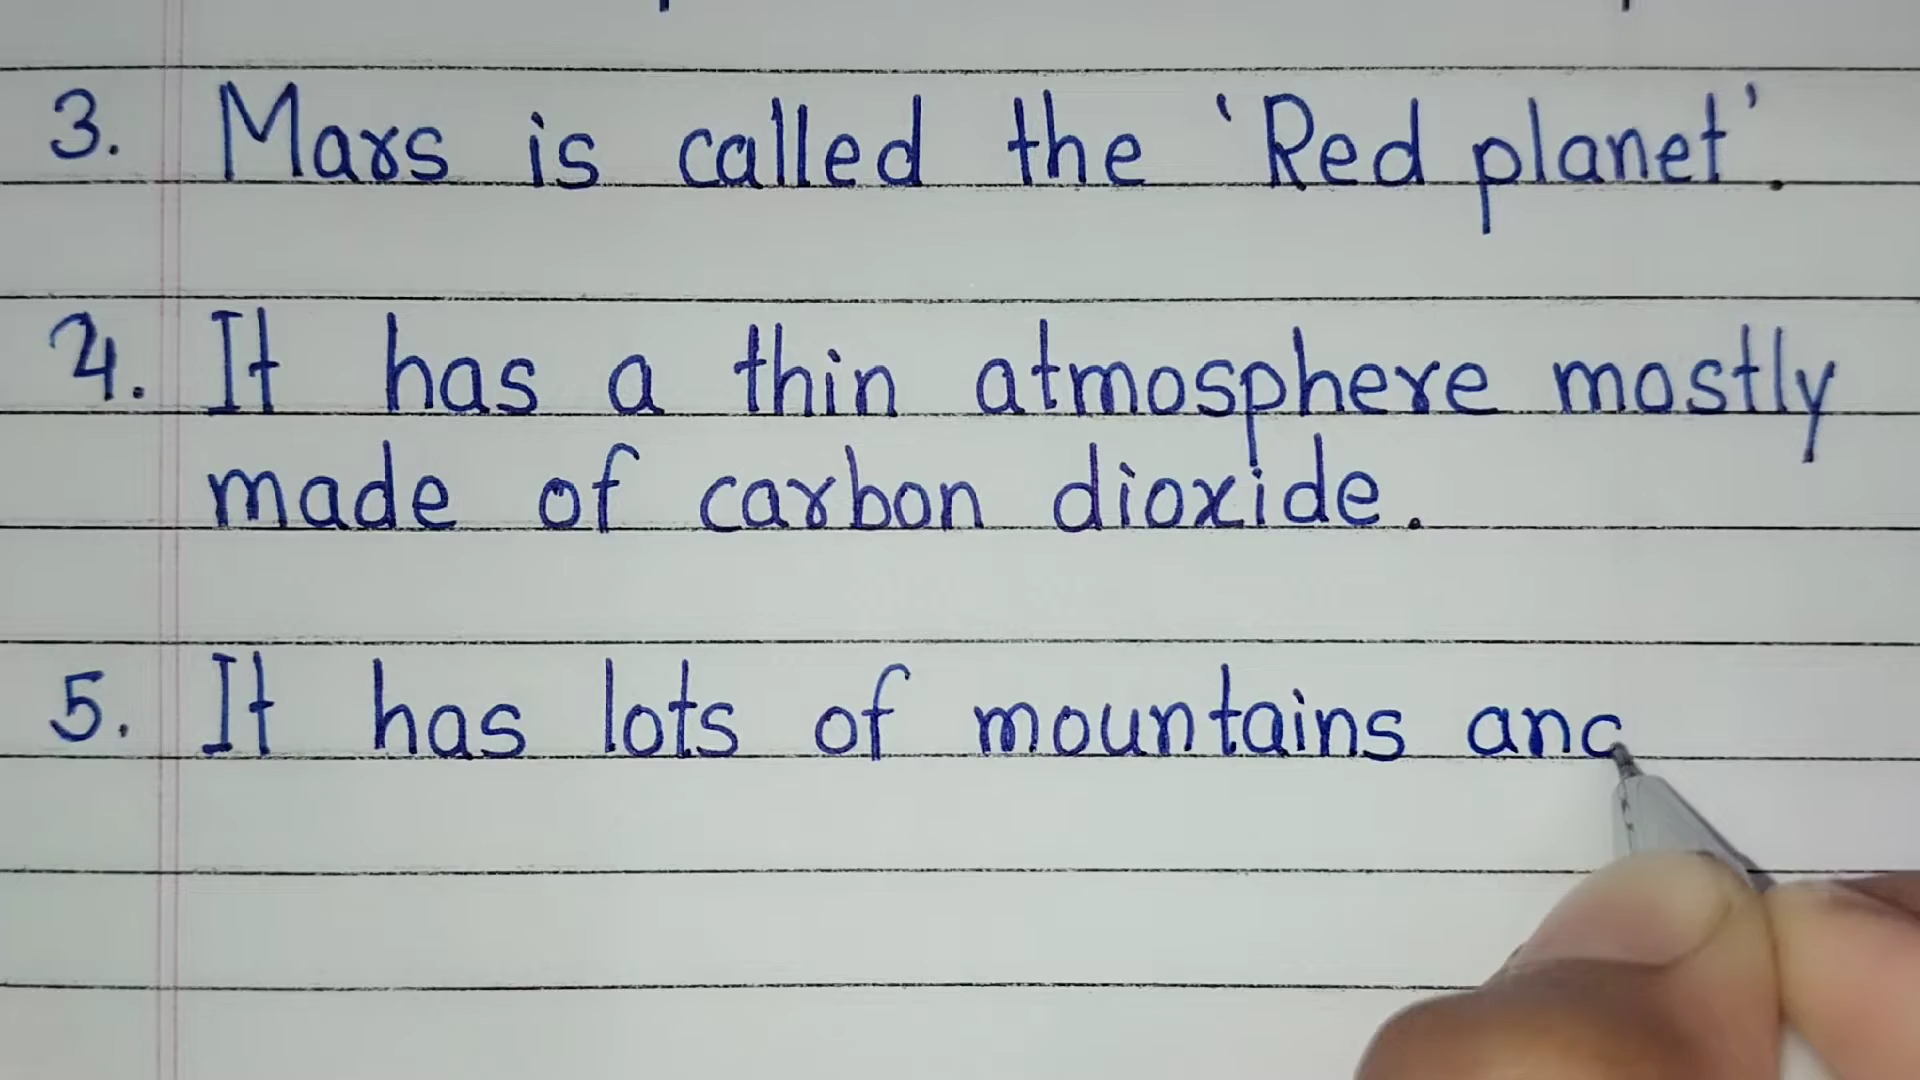 3. Mars is called the 'Red planet'.
4. It has a thin atmosphere mostly
made of carbon dioxide.
5. It has lots of mountains anc